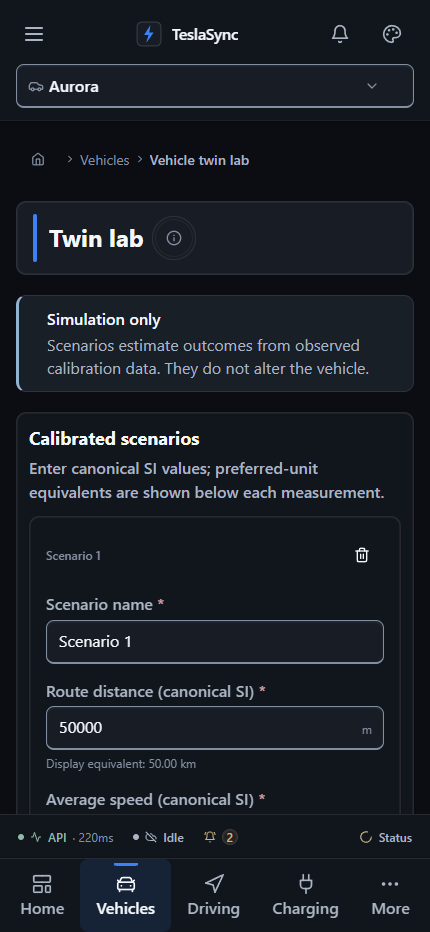 TeslaSync
Aurora
Vehicles
Vehicle twin lab
Twin lab
Simulation only
Scenarios estimate outcomes from observed
calibration data. They do not alter the vehicle.
Calibrated scenarios
Enter canonical SI values; preferred-unit
equivalents are shown below each measurement.
Scenario 1
Scenario name *
Scenario 1
Route distance (canonical SI) *
50000 m
Display equivalent: 50.00 km
Average speed (canonical SI) *
API · 220ms Idle 2 Status
Home Vehicles Driving Charging More